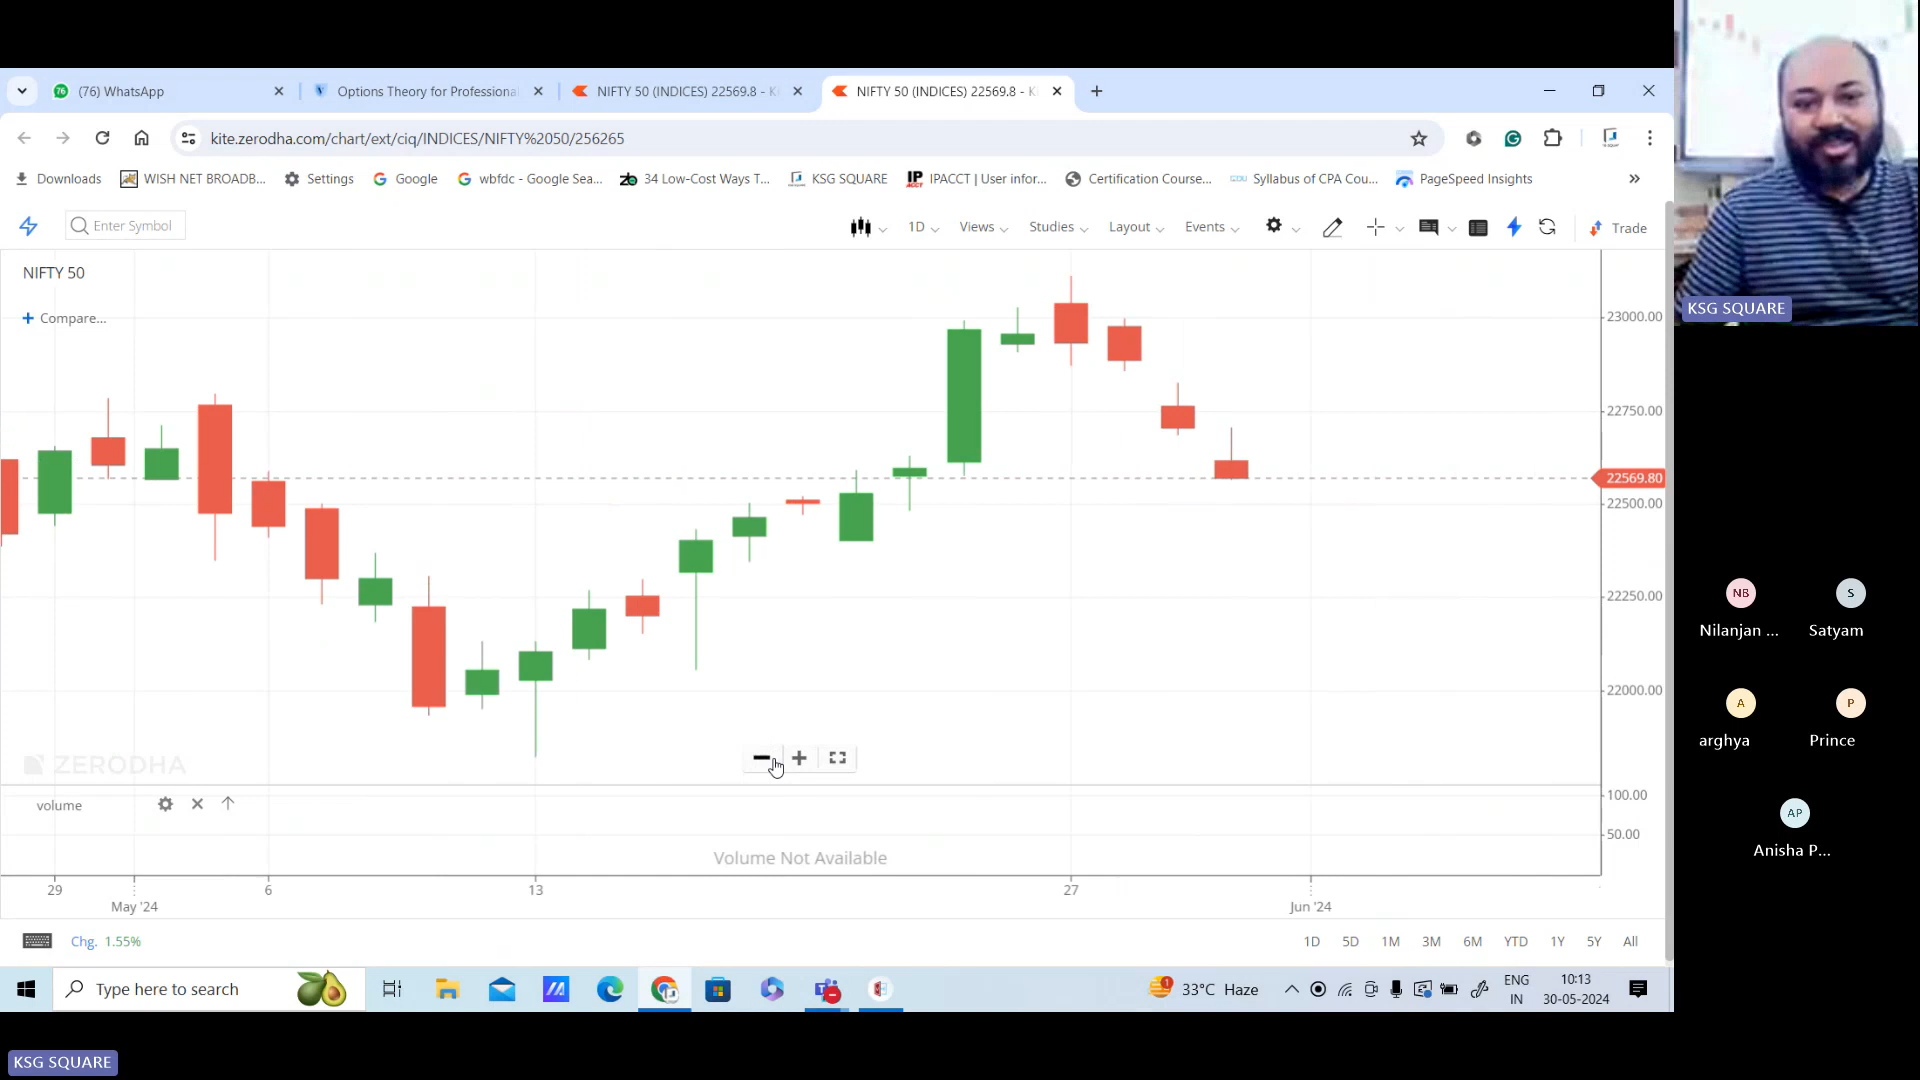 (76) WhatsApp
Options Theory for Professiona
NIFTY 50 (INDICES) 22569.8 - K
NIFTY 50 (INDICES) 22569.8 - K
kite.zerodha.com/chart/ext/ciq/INDICES/NIFTY%2050/256265
Downloads
WISH NET BROADB...
Settings
Google
wbfdc - Google Sea...
34 Low-Cost Ways T...
KSG SQUARE
IPACCT | User infor...
Certification Course...
Syllabus of CPA Cou...
PageSpeed Insights
Enter Symbol
1D
Views
Studies
Layout
Events
Trade
KSG SQUARE
NIFTY 50
Compare...
23000.00
22750.00
22569.80
22500.00
22250.00
22000.00
ZERODHA
volume
100.00
50.00
Volume Not Available
29
6
13
27
May '24
Jun '24
Chg. 1.55%
1D
5D
1M
3M
6M
YTD
1Y
5Y
All
NB
Nilanjan ...
S
Satyam
A
arghya
P
Prince
AP
Anisha P...
Type here to search
33°C Haze
ENG
IN
10:13
30-05-2024
KSG SQUARE